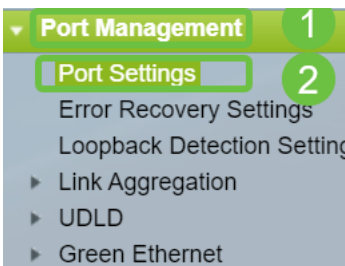 Port Management 1
Port Settings 2
Error Recovery Settings
Loopback Detection Setting
Link Aggregation
UDLD
Green Ethernet